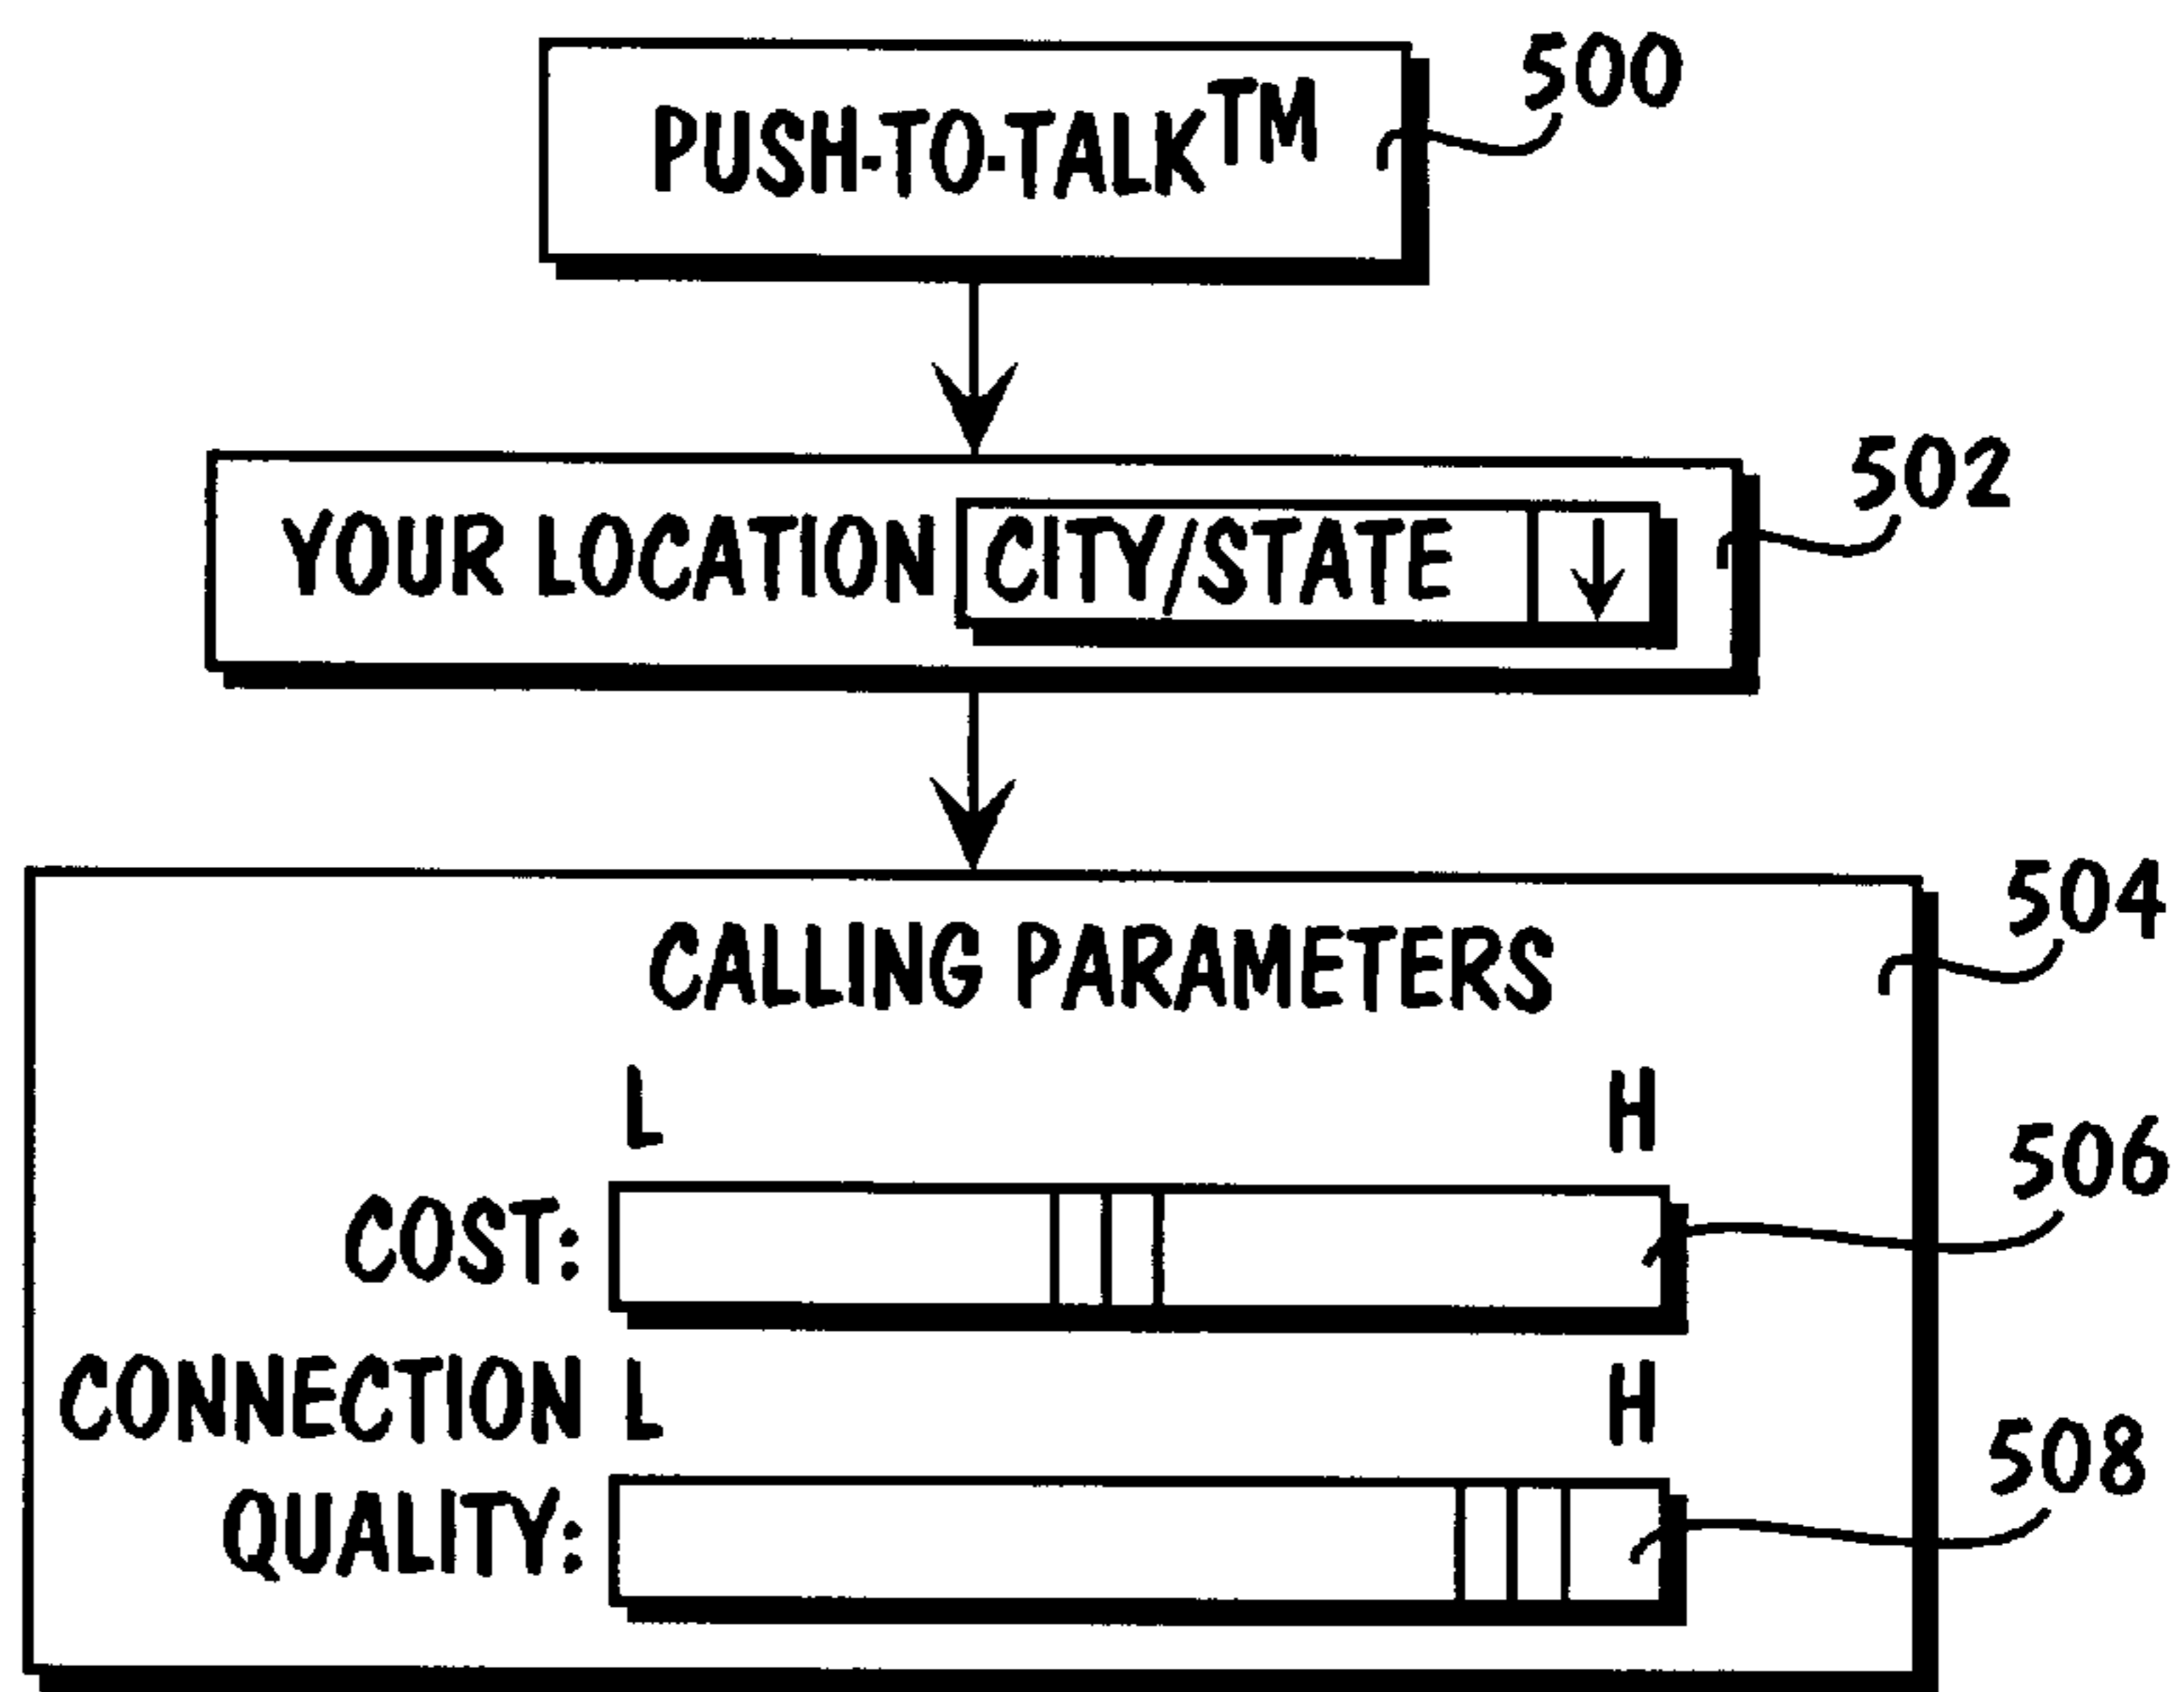 PUSH-TO-TALK™
500
YOUR LOCATION CITY/STATE
502
504
CALLING PARAMETERS
L H
506
COST:
CONNECTION L H
508
QUALITY: